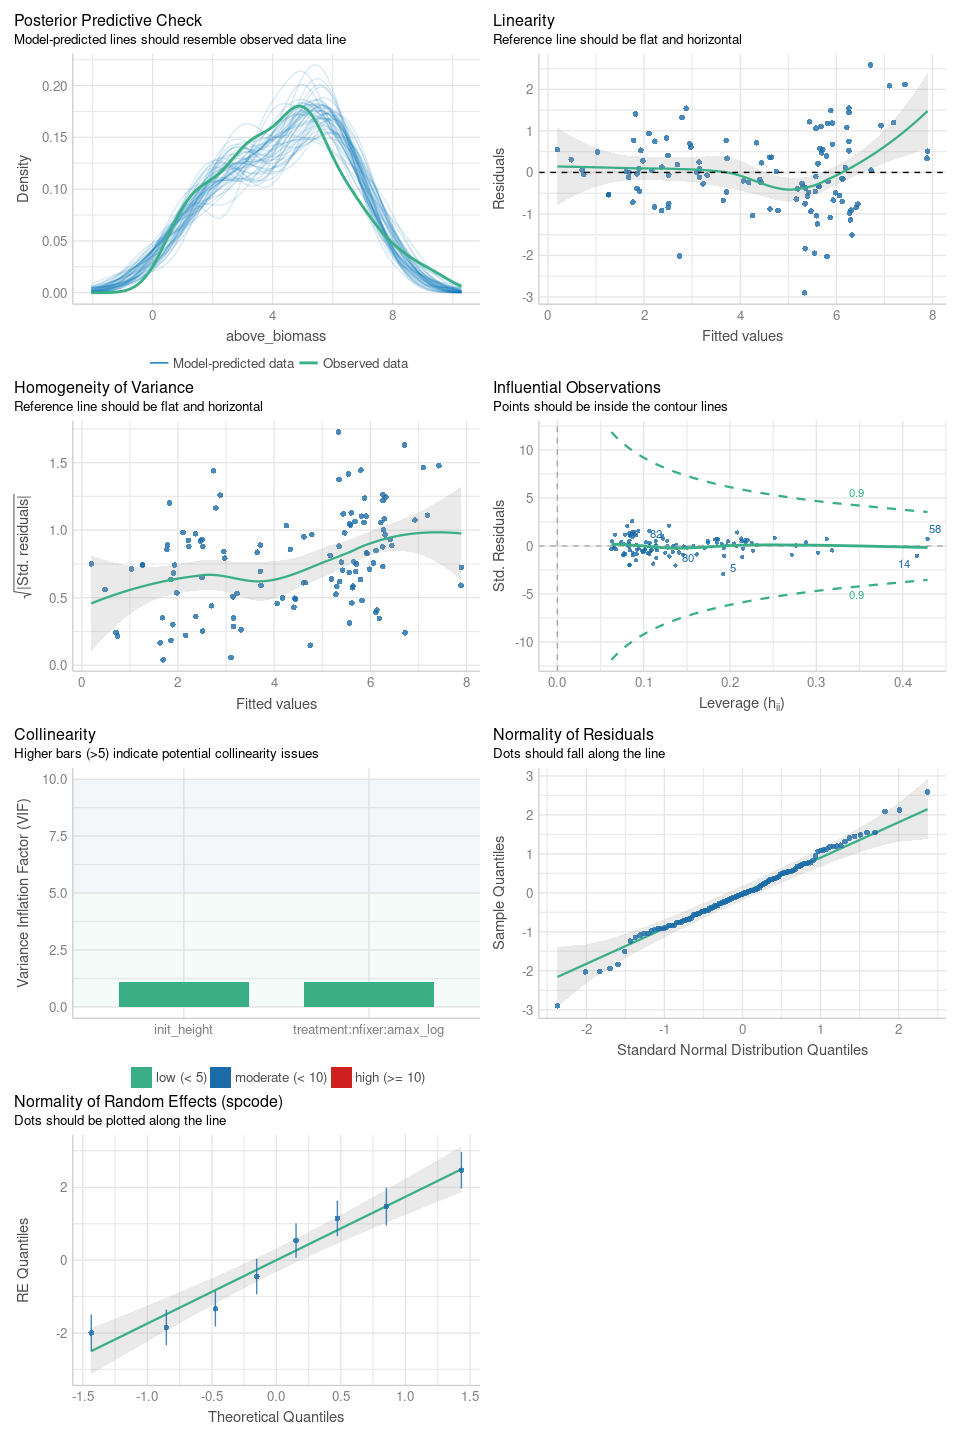 Posterior Predictive Check
Model-predicted lines should resemble observed data line
Density
0.20
0.15
0.10
0.05
0.00
0 4 8
above_biomass
Model-predicted data Observed data
Linearity
Reference line should be flat and horizontal
Residuals
2
1
0
-1
-2
-3
0 2 4 6 8
Fitted values
Homogeneity of Variance
Reference line should be flat and horizontal
√|Std. residuals|
1.5
1.0
0.5
0.0
0 2 4 6 8
Fitted values
Influential Observations
Points should be inside the contour lines
Std. Residuals
10
5
0
-5
-10
0.9
58
82
80
5
14
0.9
0.0 0.1 0.2 0.3 0.4
Leverage (hii)
Collinearity
Higher bars (>5) indicate potential collinearity issues
Variance Inflation Factor (VIF)
10.0
7.5
5.0
2.5
0.0
init_height treatment:nfixer:amax_log
low (< 5) moderate (< 10) high (>= 10)
Normality of Residuals
Dots should fall along the line
Sample Quantiles
3
2
1
0
-1
-2
-3
-2 -1 0 1 2
Standard Normal Distribution Quantiles
Normality of Random Effects (spcode)
Dots should be plotted along the line
RE Quantiles
2
0
-2
-1.5 -1.0 -0.5 0.0 0.5 1.0 1.5
Theoretical Quantiles